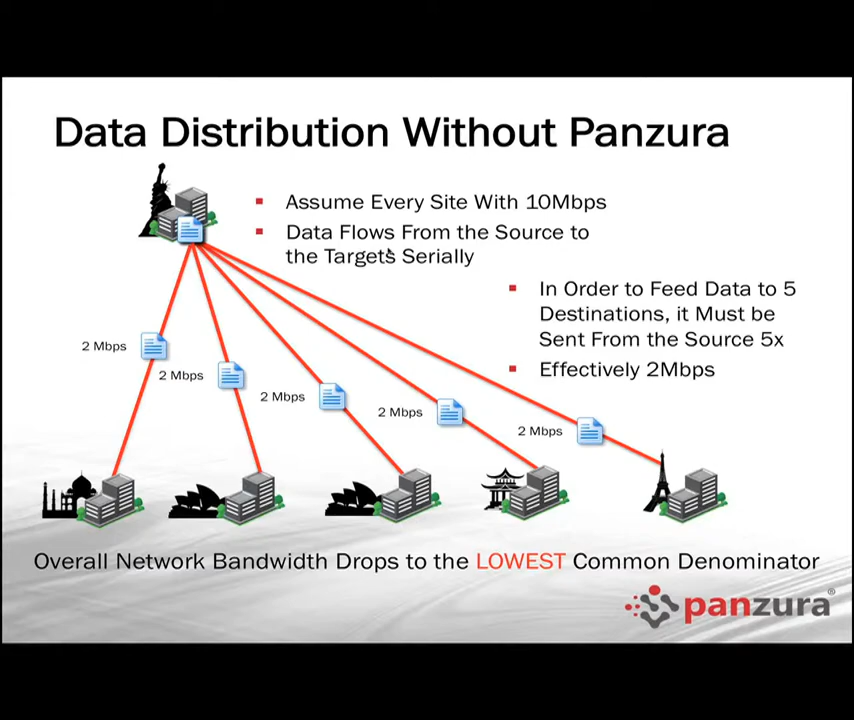 Data Distribution Without Panzura
Assume Every Site With 10Mbps
Data Flows From the Source to
the Targets Serially
In Order to Feed Data to 5
Destinations, it Must be
Sent From the Source 5x
Effectively 2Mbps
2 Mbps
2 Mbps
2 Mbps
2 Mbps
2 Mbps
Overall Network Bandwidth Drops to the LOWEST Common Denominator
panzura®